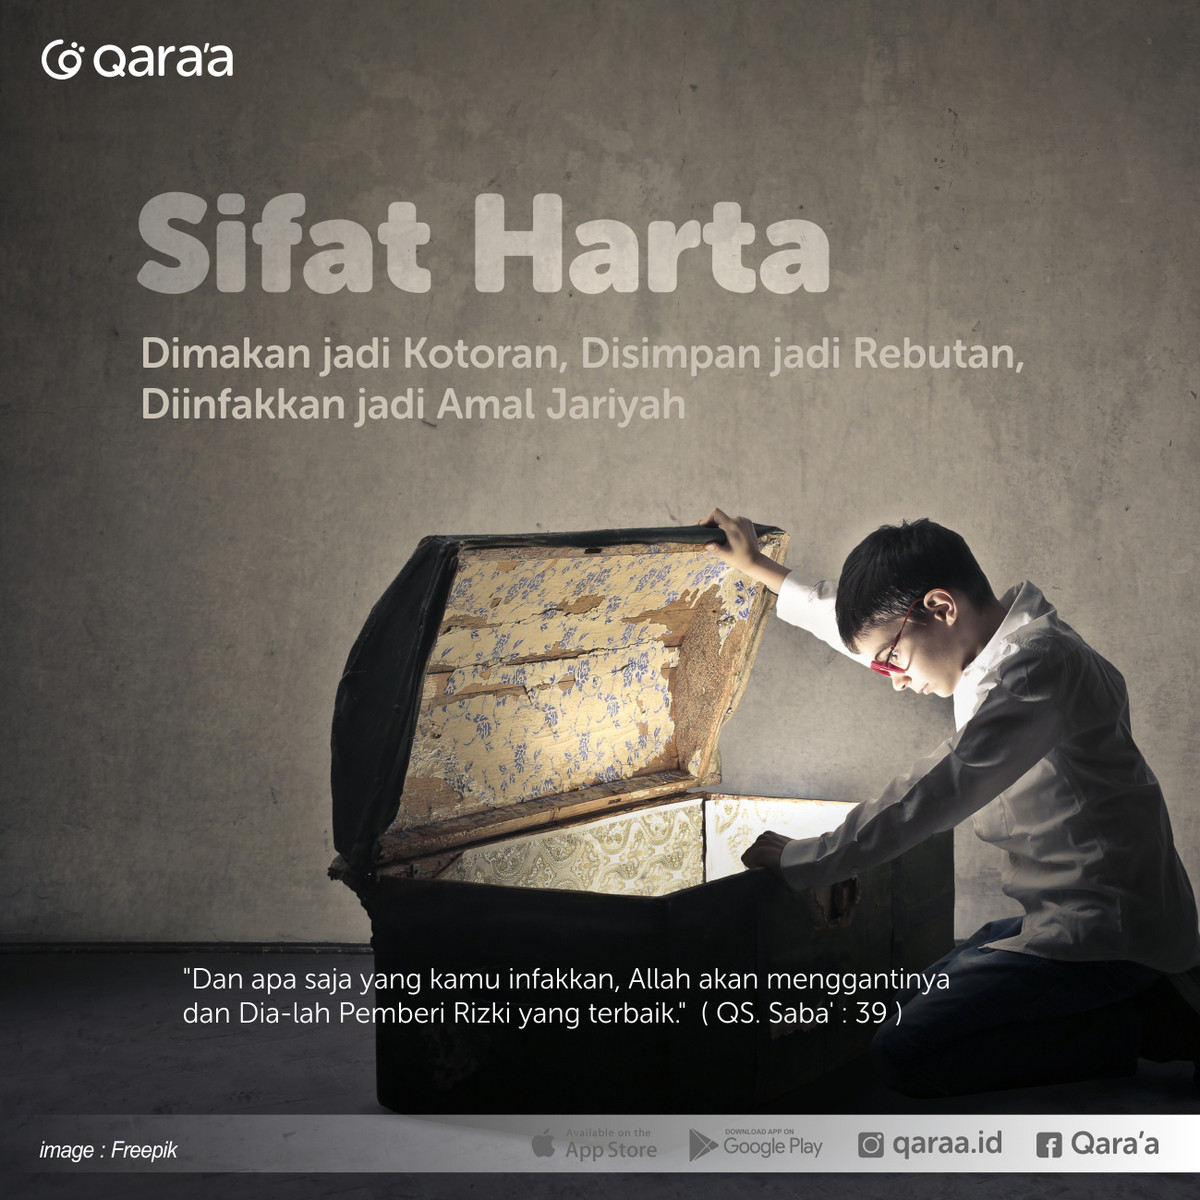 Qara'a
Sifat Harta
Dimakan jadi Kotoran, Disimpan jadi Rebutan,
Diinfakkan jadi Amal Jariyah
"Dan apa saja yang kamu infakkan, Allah akan menggantinya
dan Dia-lah Pemberi Rizki yang terbaik." ( QS. Saba' : 39 )
image : Freepik
Available on the
App Store
DOWNLOAD APP ON
Google Play
qaraa.id
Qara'a